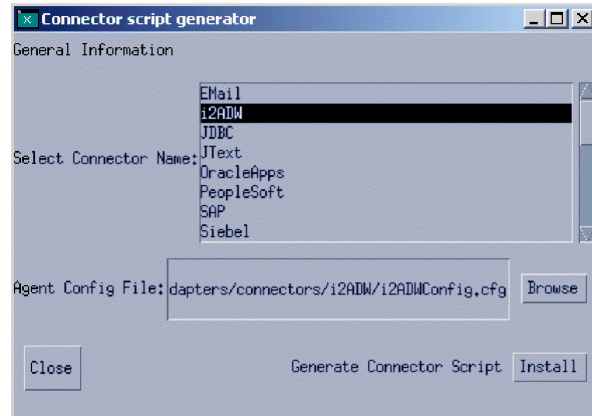 Connector script generator
General Information
EMail
i2ADW
JDBC
Select Connector Name: JText
OracleApps
PeopleSoft
SAP
Siebel
Agent Config File: dapters/connectors/i2ADW/i2ADWConfig.cfg Browse
Close Generate Connector Script Install